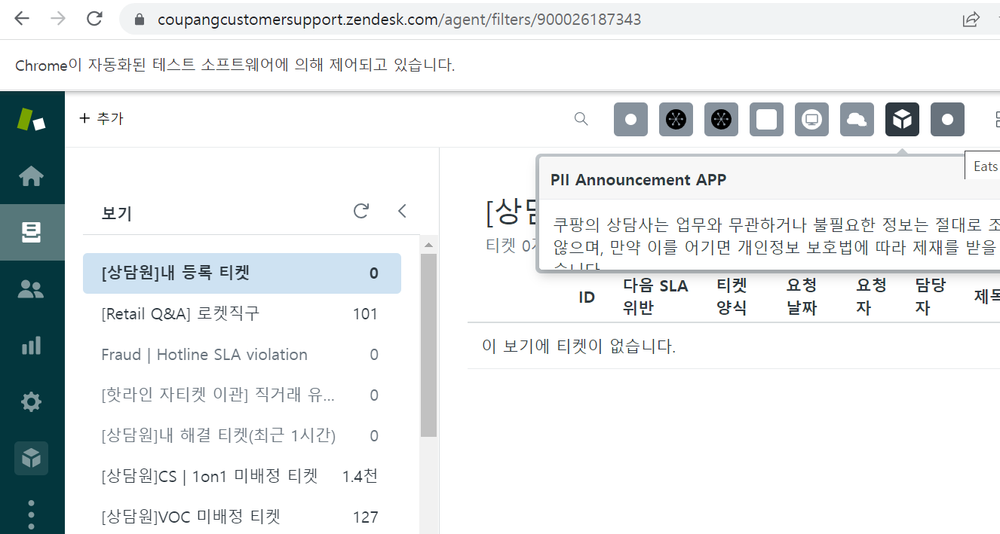 coupangcustomersupport.zendesk.com/agent/filters/900026187343
Chrome이 자동화된 테스트 소프트웨어에 의해 제어되고 있습니다.
+ 추가
보기
[상담원]내 등록 티켓 0
[Retail Q&A] 로켓직구 101
Fraud | Hotline SLA violation 0
[핫라인 자티켓 이관] 직거래 유... 0
[상담원]내 해결 티켓(최근 1시간) 0
[상담원]CS | 1on1 미배정 티켓 1.4천
[상담원]VOC 미배정 티켓 127
Eats
PII Announcement APP
쿠팡의 상담사는 업무와 무관하거나 불필요한 정보는 절대로 조
않으며, 만약 이를 어기면 개인정보 보호법에 따라 제재를 받을
습니다
[상담
티켓 0
ID 다음 SLA 위반 티켓 양식 요청 날짜 요청자 담당자 제목
이 보기에 티켓이 없습니다.